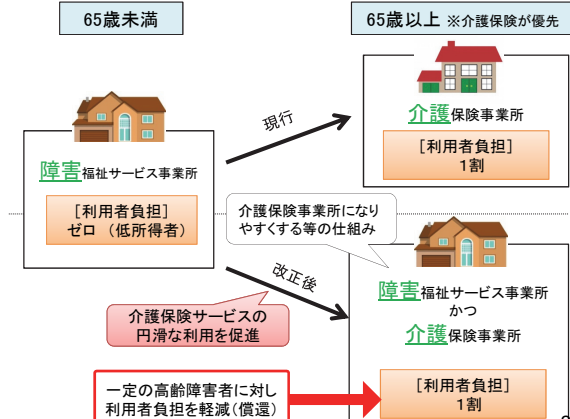 65歳未満
65歳以上 ※介護保険が優先
現行
介護保険事業所
[利用者負担]
1割
障害福祉サービス事業所
[利用者負担]
ゼロ (低所得者)
介護保険事業所になり
やすくする等の仕組み
改正後
障害福祉サービス事業所
かつ
介護保険事業所
介護保険サービスの
円滑な利用を促進
一定の高齢障害者に対し
利用者負担を軽減(償還)
[利用者負担]
1割